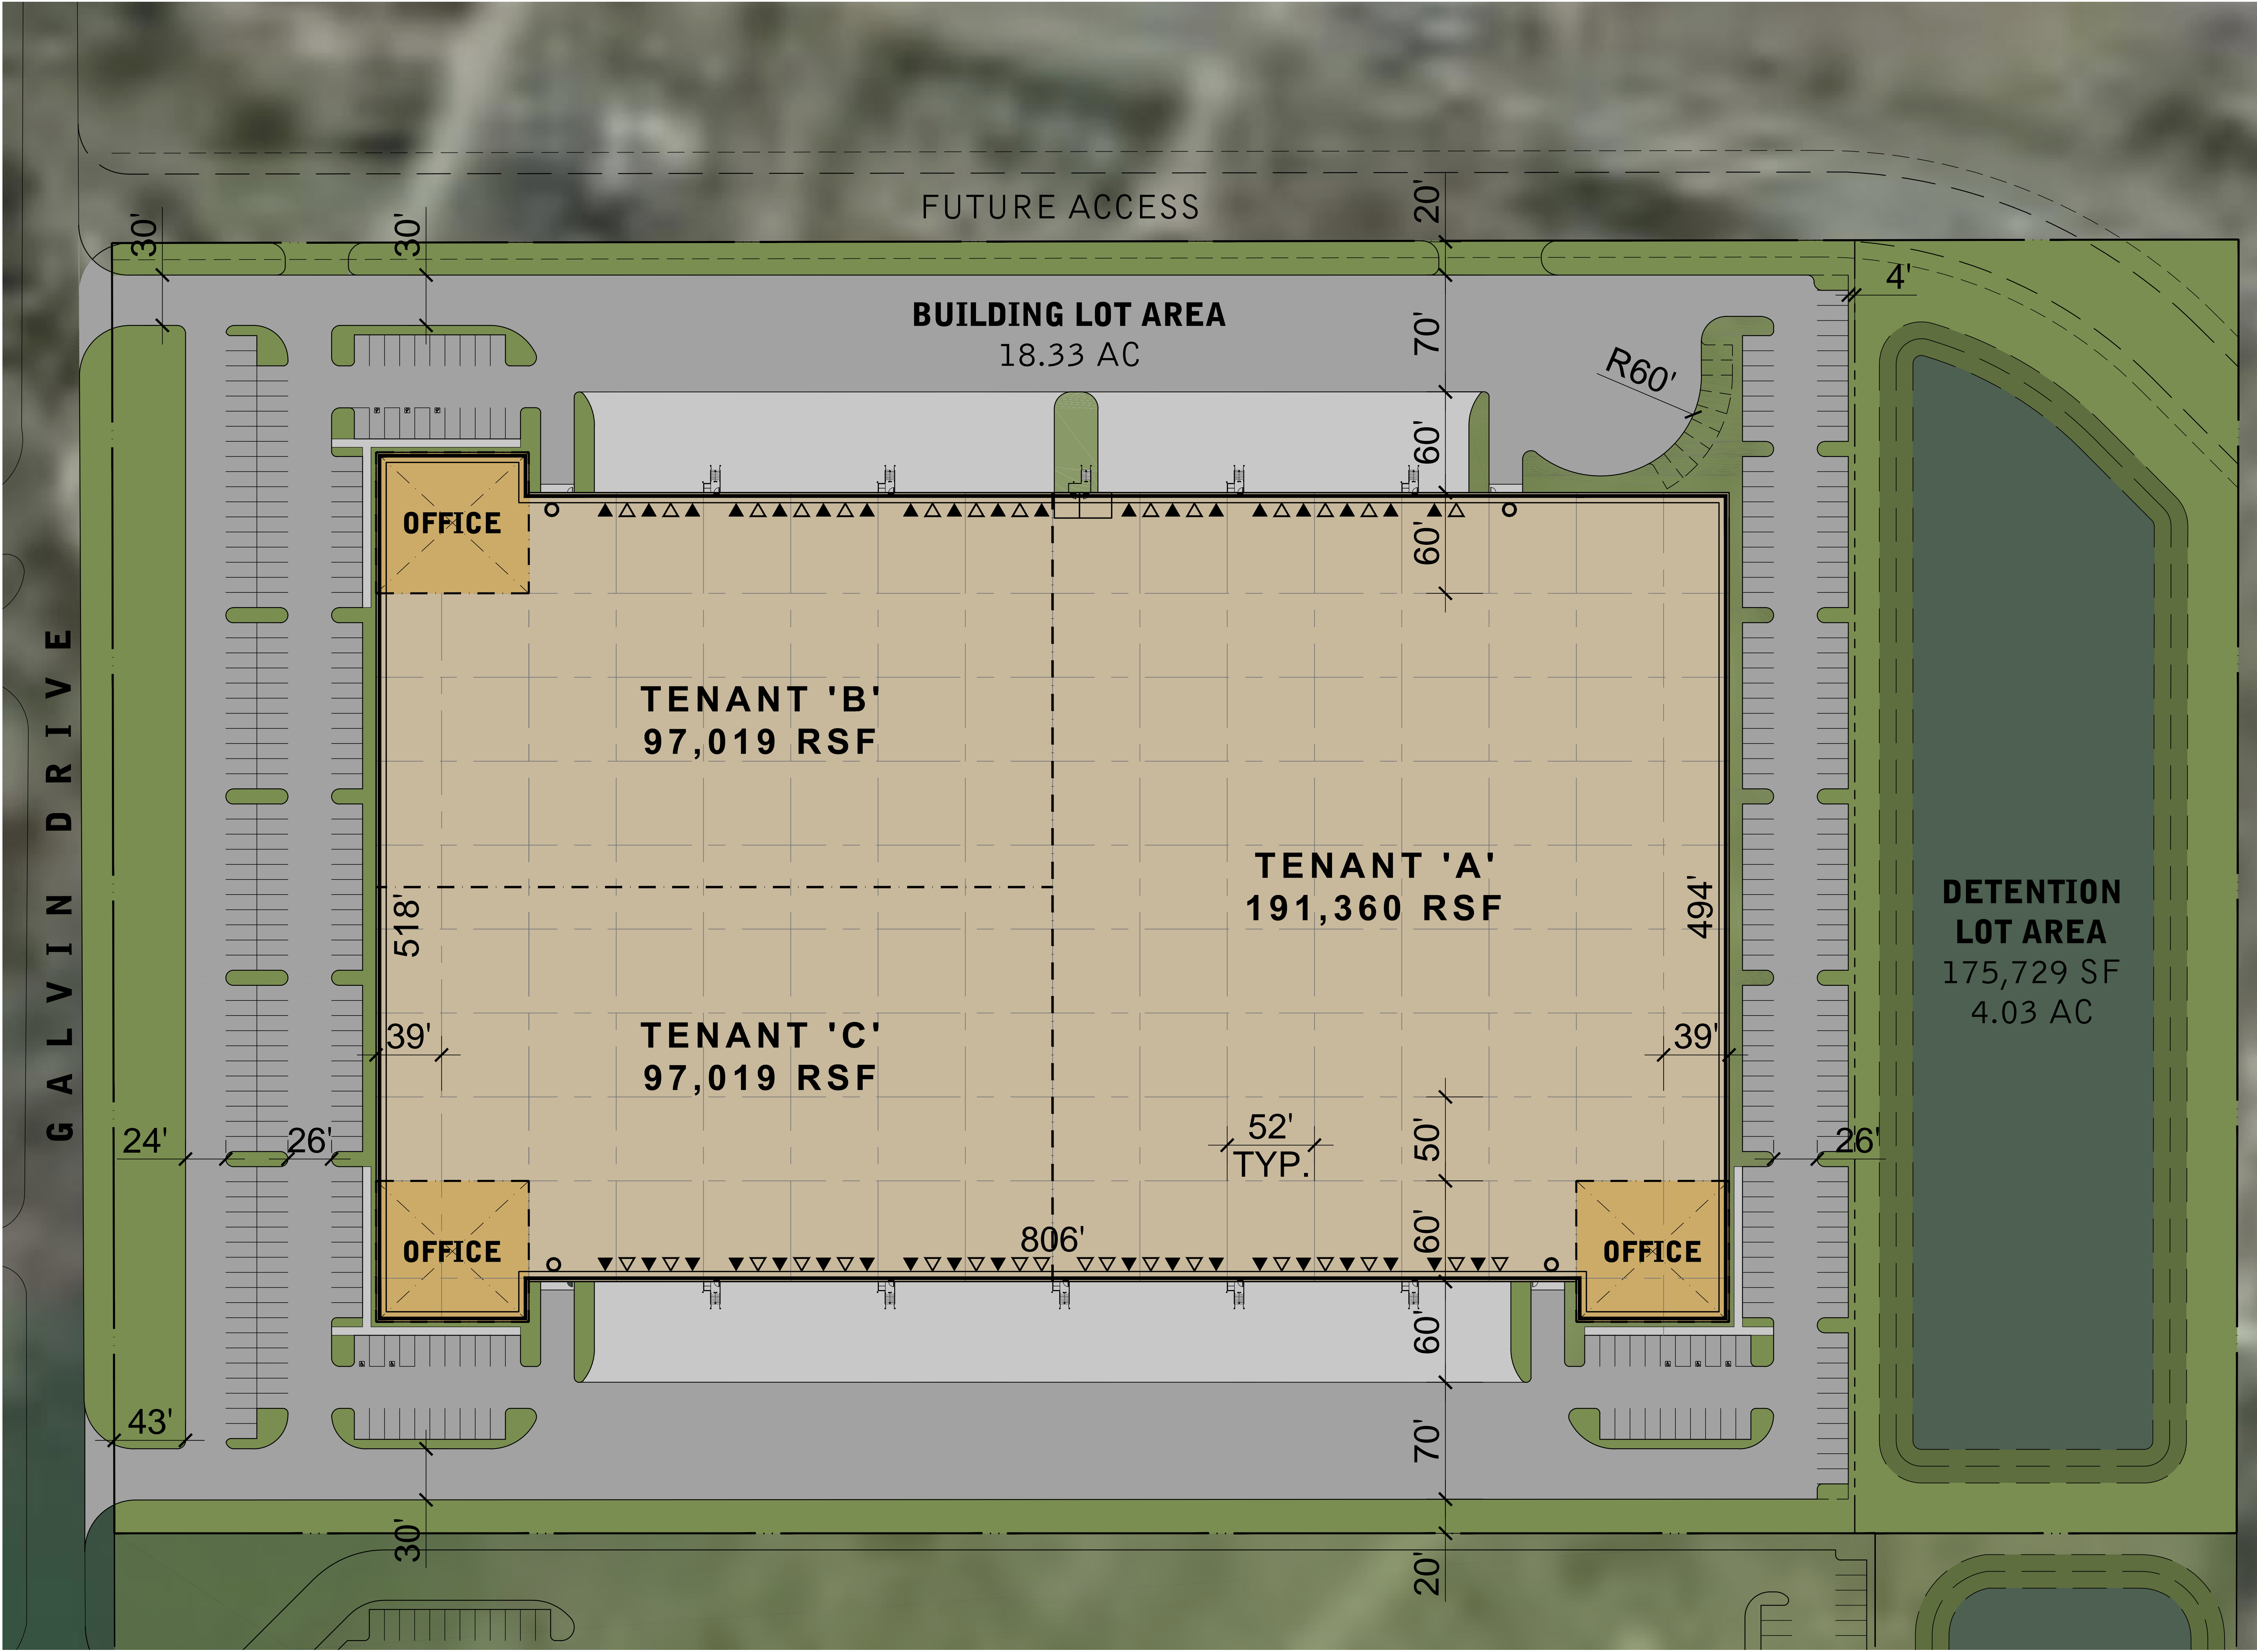 20'
30'
30'
FUTURE ACCESS
4'
BUILDING LOT AREA
18.33 AC
70'
R60'
60'
OFFICE
60'
GALVIN DRIVE
TENANT 'B'
97,019 RSF
TENANT 'A'
191,360 RSF
518'
494'
DETENTION
LOT AREA
175,729 SF
4.03 AC
39'
TENANT 'C'
97,019 RSF
39'
24'
26'
52'
TYP.
50'
26'
OFFICE
806'
60'
OFFICE
60'
43'
70'
30'
20'